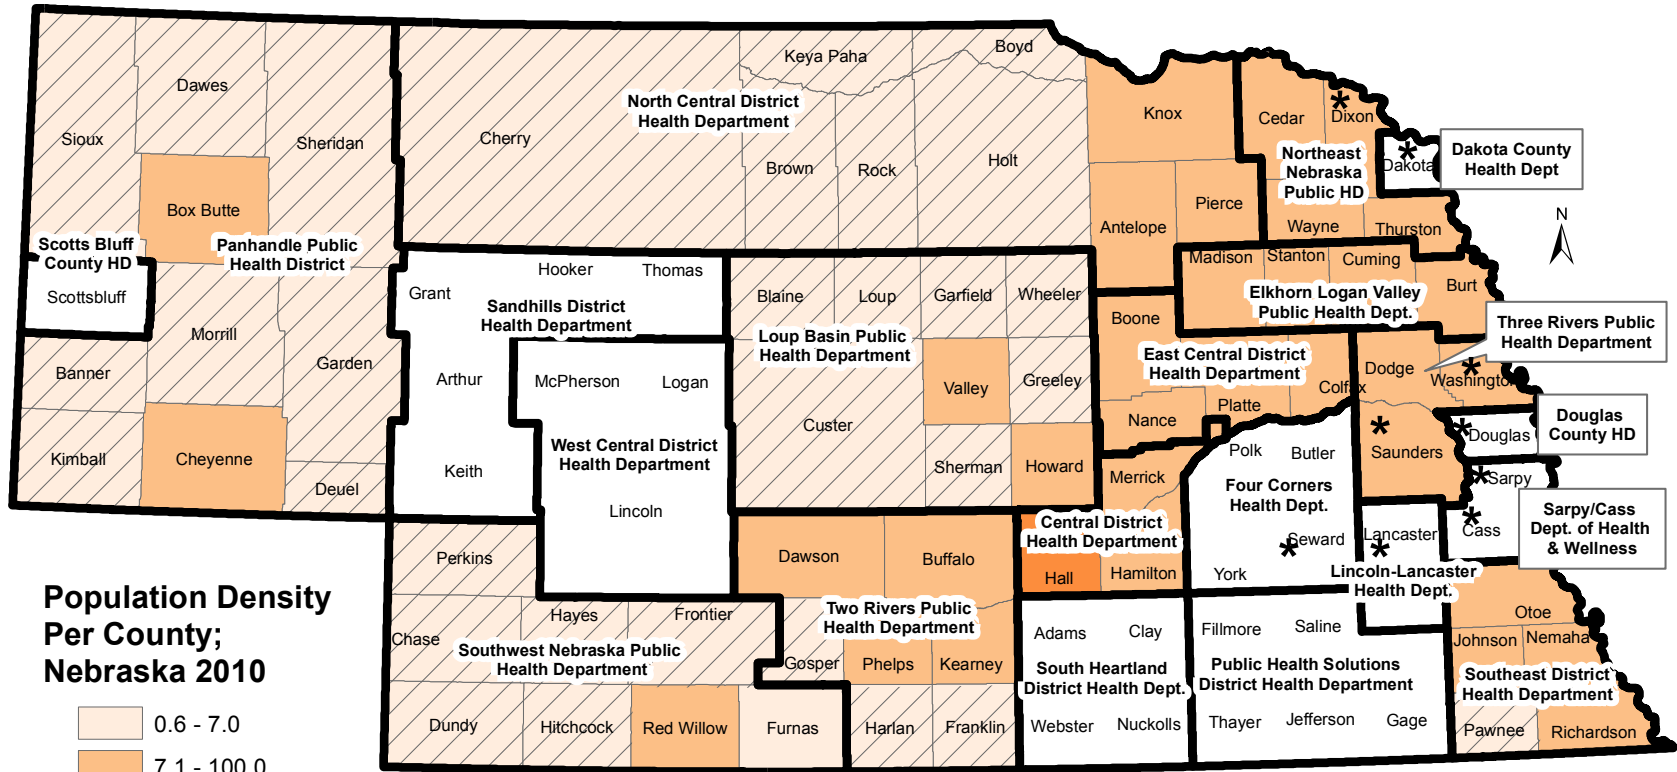 Keya Paha
Boyd
Dawes
North Central District
Health Department
Knox
Cedar
Dixon
Sioux
Sheridan
Cherry
Brown
Rock
Holt
Northeast
Nebraska
Public HD
Dakota
Dakota County
Health Dept
Box Butte
Pierce
Antelope
Wayne
Thurston
N
Scotts Bluff
County HD
Panhandle Public
Health District
Scottsbluff
Grant
Hooker
Thomas
Sandhills District
Health Department
Blaine
Loup
Garfield
Wheeler
Madison
Stanton
Cuming
Burt
Elkhorn Logan Valley
Public Health Dept.
Boone
Three Rivers Public
Health Department
Morrill
Garden
Banner
Arthur
McPherson
Logan
Loup Basin Public
Health Department
Valley
Greeley
East Central District
Health Department
Colfax
Dodge
Washington
Custer
Nance
Platte
Douglas
Douglas
County HD
Kimball
Cheyenne
Deuel
Keith
West Central District
Health Department
Lincoln
Sherman
Howard
Merrick
Polk
Butler
Saunders
Four Corners
Health Dept.
Sarpy
Cass
Sarpy/Cass
Dept. of Health
& Wellness
Perkins
Dawson
Buffalo
Central District
Health Department
Hall
Hamilton
Seward
York
Lancaster
Lincoln-Lancaster
Health Dept.
Population Density
Per County;
Nebraska 2010
Chase
Hayes
Frontier
Southwest Nebraska Public
Health Department
Two Rivers Public
Health Department
Gosper
Phelps
Kearney
Adams
Clay
South Heartland
District Health Dept.
Fillmore
Saline
Public Health Solutions
District Health Department
Otoe
Johnson
Nemaha
Southeast District
Health Department
Dundy
Hitchcock
Red Willow
Furnas
Harlan
Franklin
Webster
Nuckolls
Thayer
Jefferson
Gage
Pawnee
Richardson
0.6 - 7.0
7.1 - 100.0